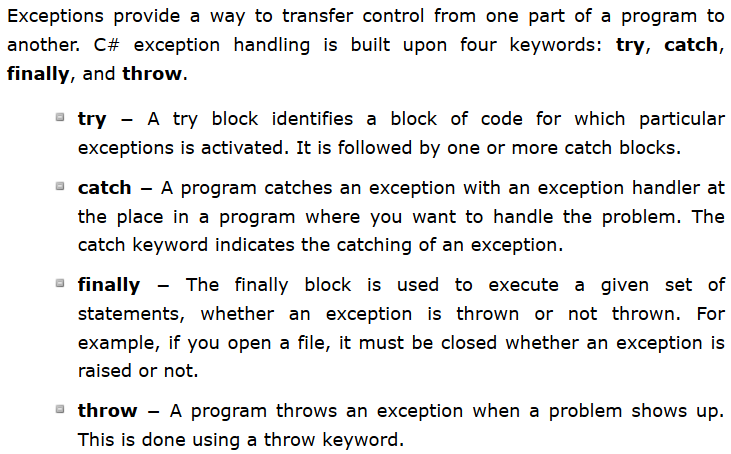 Exceptions provide a way to transfer control from one part of a program to
another. C# exception handling is built upon four keywords: try, catch,
finally, and throw.
try − A try block identifies a block of code for which particular
exceptions is activated. It is followed by one or more catch blocks.
catch − A program catches an exception with an exception handler at
the place in a program where you want to handle the problem. The
catch keyword indicates the catching of an exception.
finally − The finally block is used to execute a given set of
statements, whether an exception is thrown or not thrown. For
example, if you open a file, it must be closed whether an exception is
raised or not.
throw − A program throws an exception when a problem shows up.
This is done using a throw keyword.